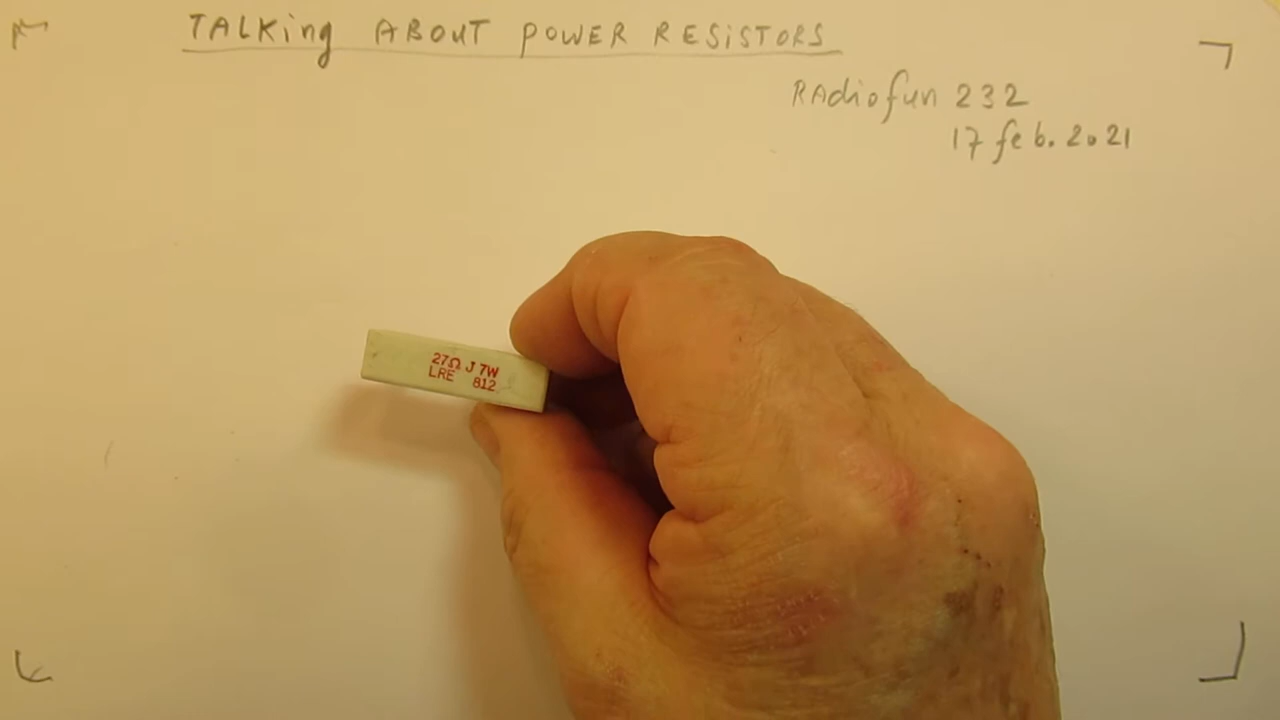 TALKing ABOUT POWER RESiSTORS
RAdiofun 232
17 feb. 2021
27Ω J 7W
LRE 812